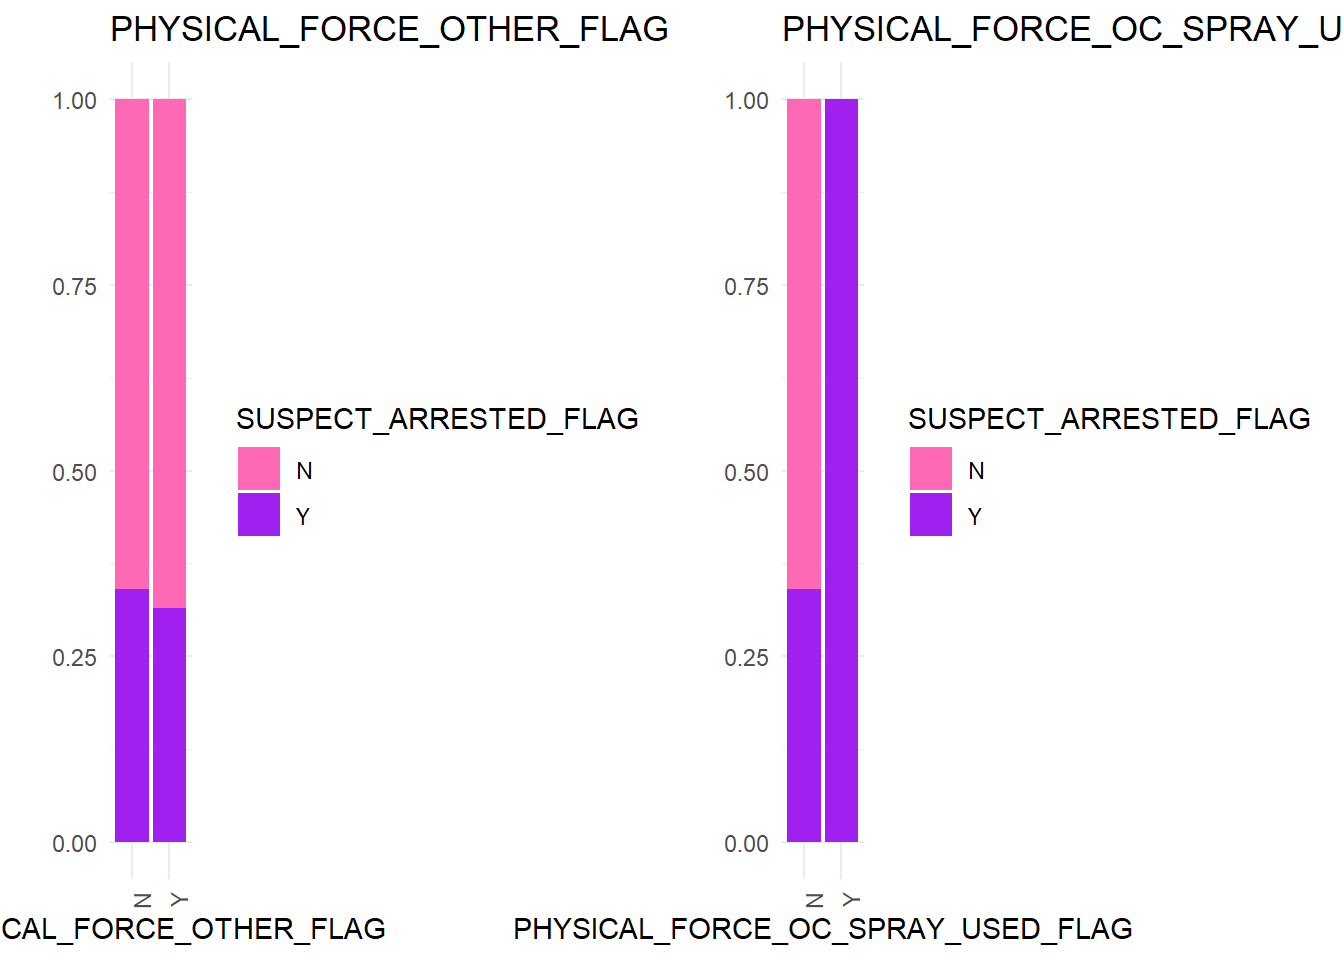 PHYSICAL_FORCE_OTHER_FLAG
1.00
0.75
0.50
0.25
0.00
N
Y
CAL_FORCE_OTHER_FLAG
SUSPECT_ARRESTED_FLAG
N
Y
PHYSICAL_FORCE_OC_SPRAY_U
1.00
0.75
0.50
0.25
0.00
N
Y
PHYSICAL_FORCE_OC_SPRAY_USED_FLAG
SUSPECT_ARRESTED_FLAG
N
Y